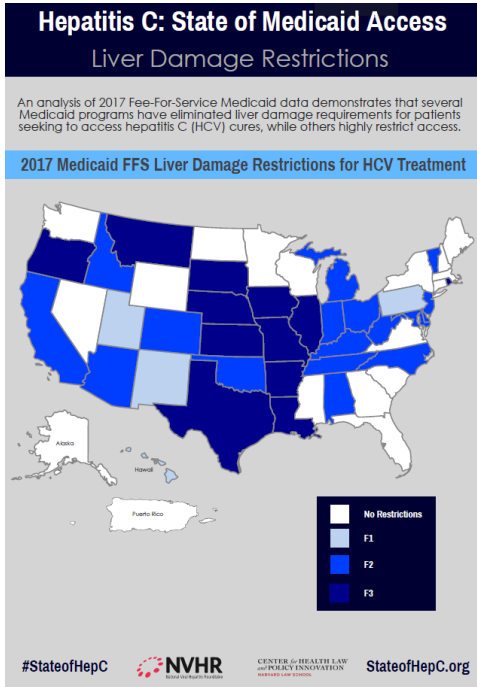 Hepatitis C: State of Medicaid Access
Liver Damage Restrictions
An analysis of 2017 Fee-For-Service Medicaid data demonstrates that several
Medicaid programs have eliminated liver damage requirements for patients
seeking to access hepatitis C (HCV) cures, while others highly restrict access.
2017 Medicaid FFS Liver Damage Restrictions for HCV Treatment
Alaska
Hawaii
Puerto Rico
No Restrictions
F1
F2
F3
#StateofHepC
NVHR
National Viral Hepatitis Roundtable
CENTER for HEALTH LAW
and POLICY INNOVATION
HARVARD LAW SCHOOL
StateofHepC.org